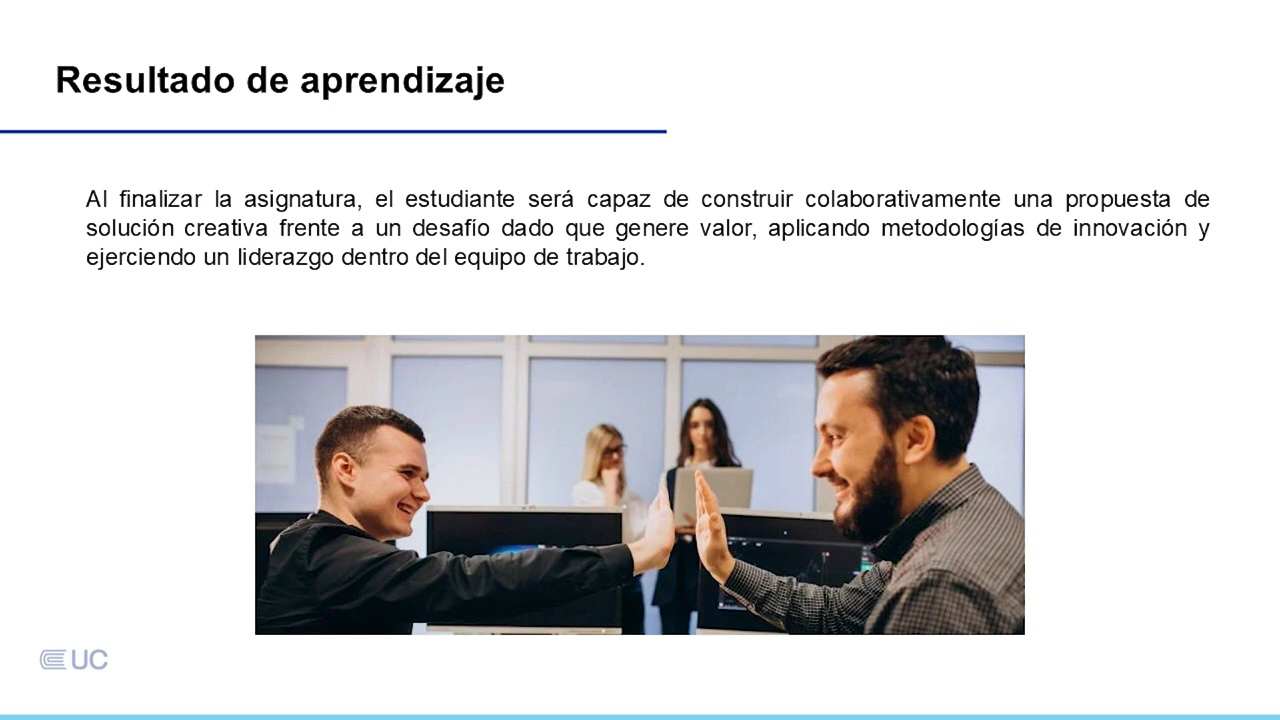 Resultado de aprendizaje
Al finalizar la asignatura, el estudiante será capaz de construir colaborativamente una propuesta de
solución creativa frente a un desafío dado que genere valor, aplicando metodologías de innovación y
ejerciendo un liderazgo dentro del equipo de trabajo.
UC